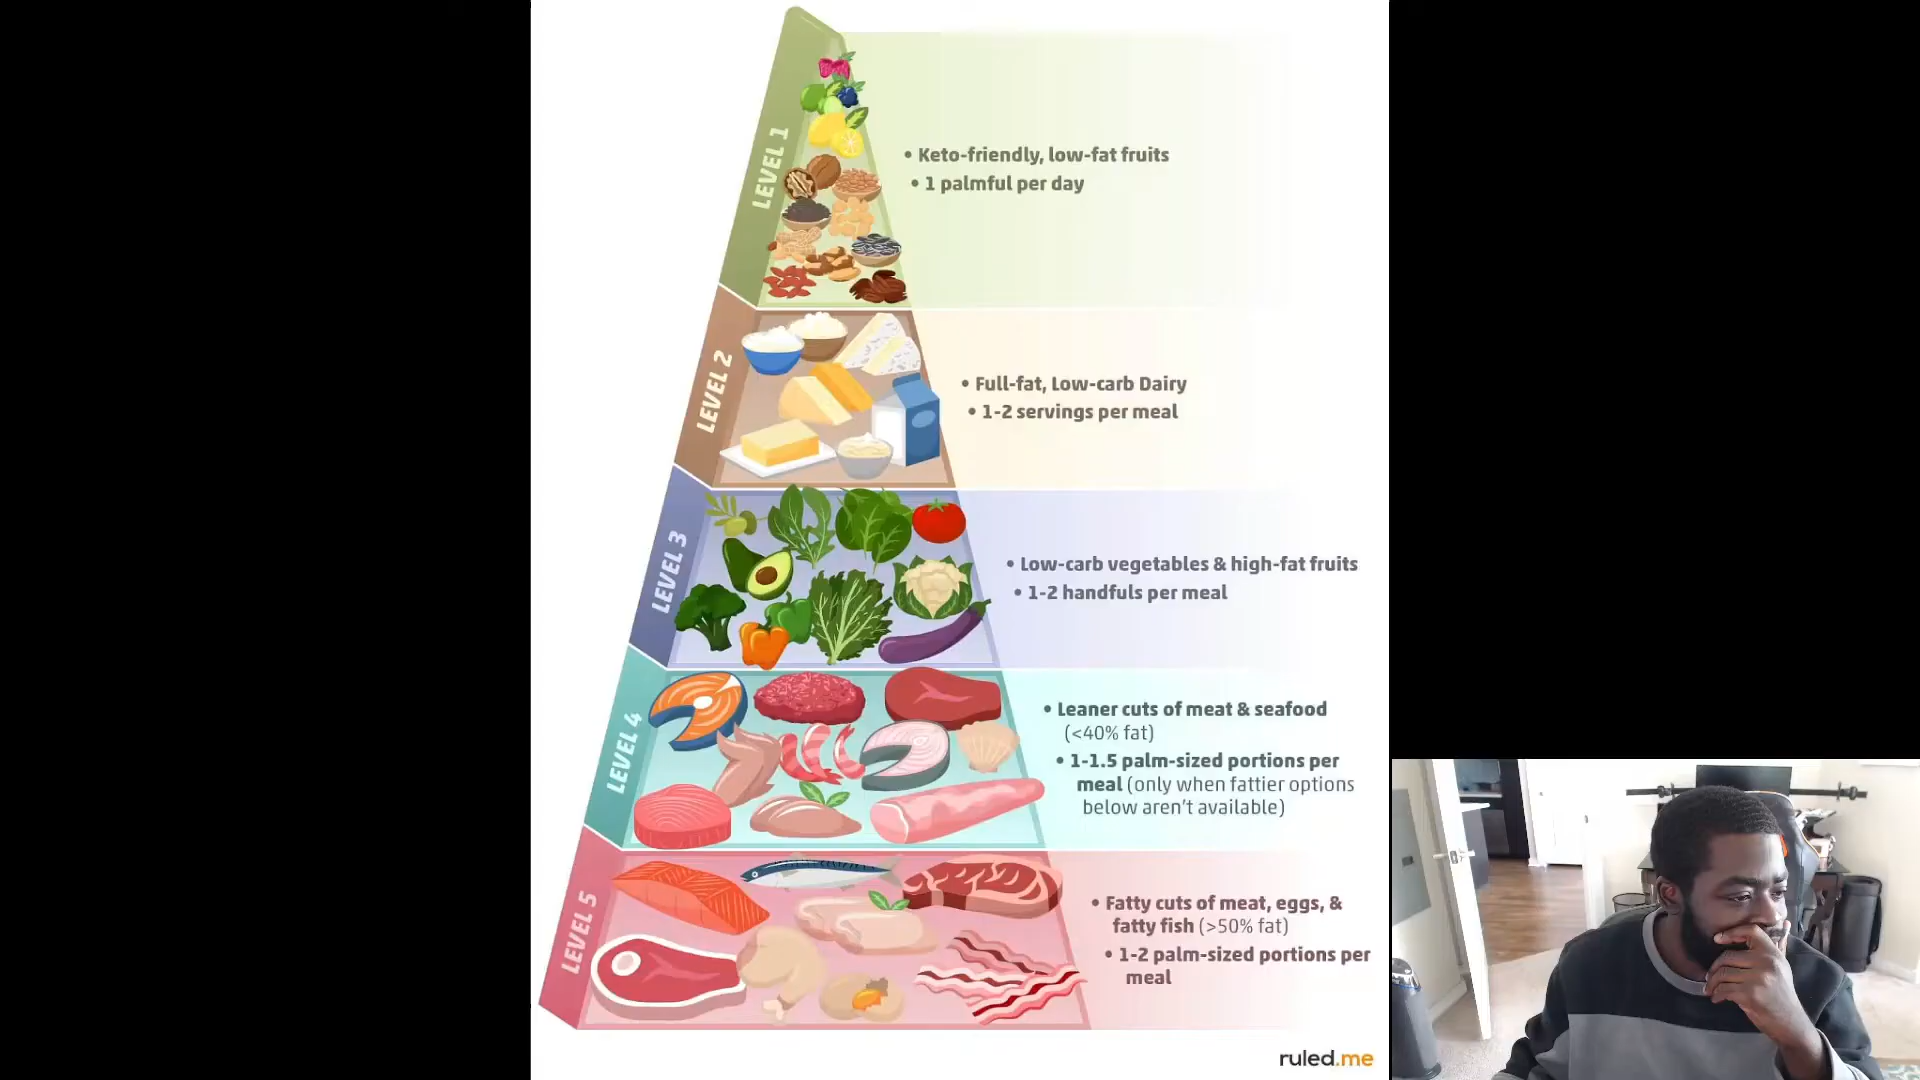 LEVEL 1
• Keto-friendly, low-fat fruits
• 1 palmful per day
LEVEL 2
• Full-fat, Low-carb Dairy
• 1-2 servings per meal
LEVEL 3
• Low-carb vegetables & high-fat fruits
• 1-2 handfuls per meal
LEVEL 4
• Leaner cuts of meat & seafood
(<40% fat)
• 1-1.5 palm-sized portions per
meal (only when fattier options
below aren't available)
LEVEL 5
• Fatty cuts of meat, eggs, &
fatty fish (>50% fat)
• 1-2 palm-sized portions per
meal
ruled.me